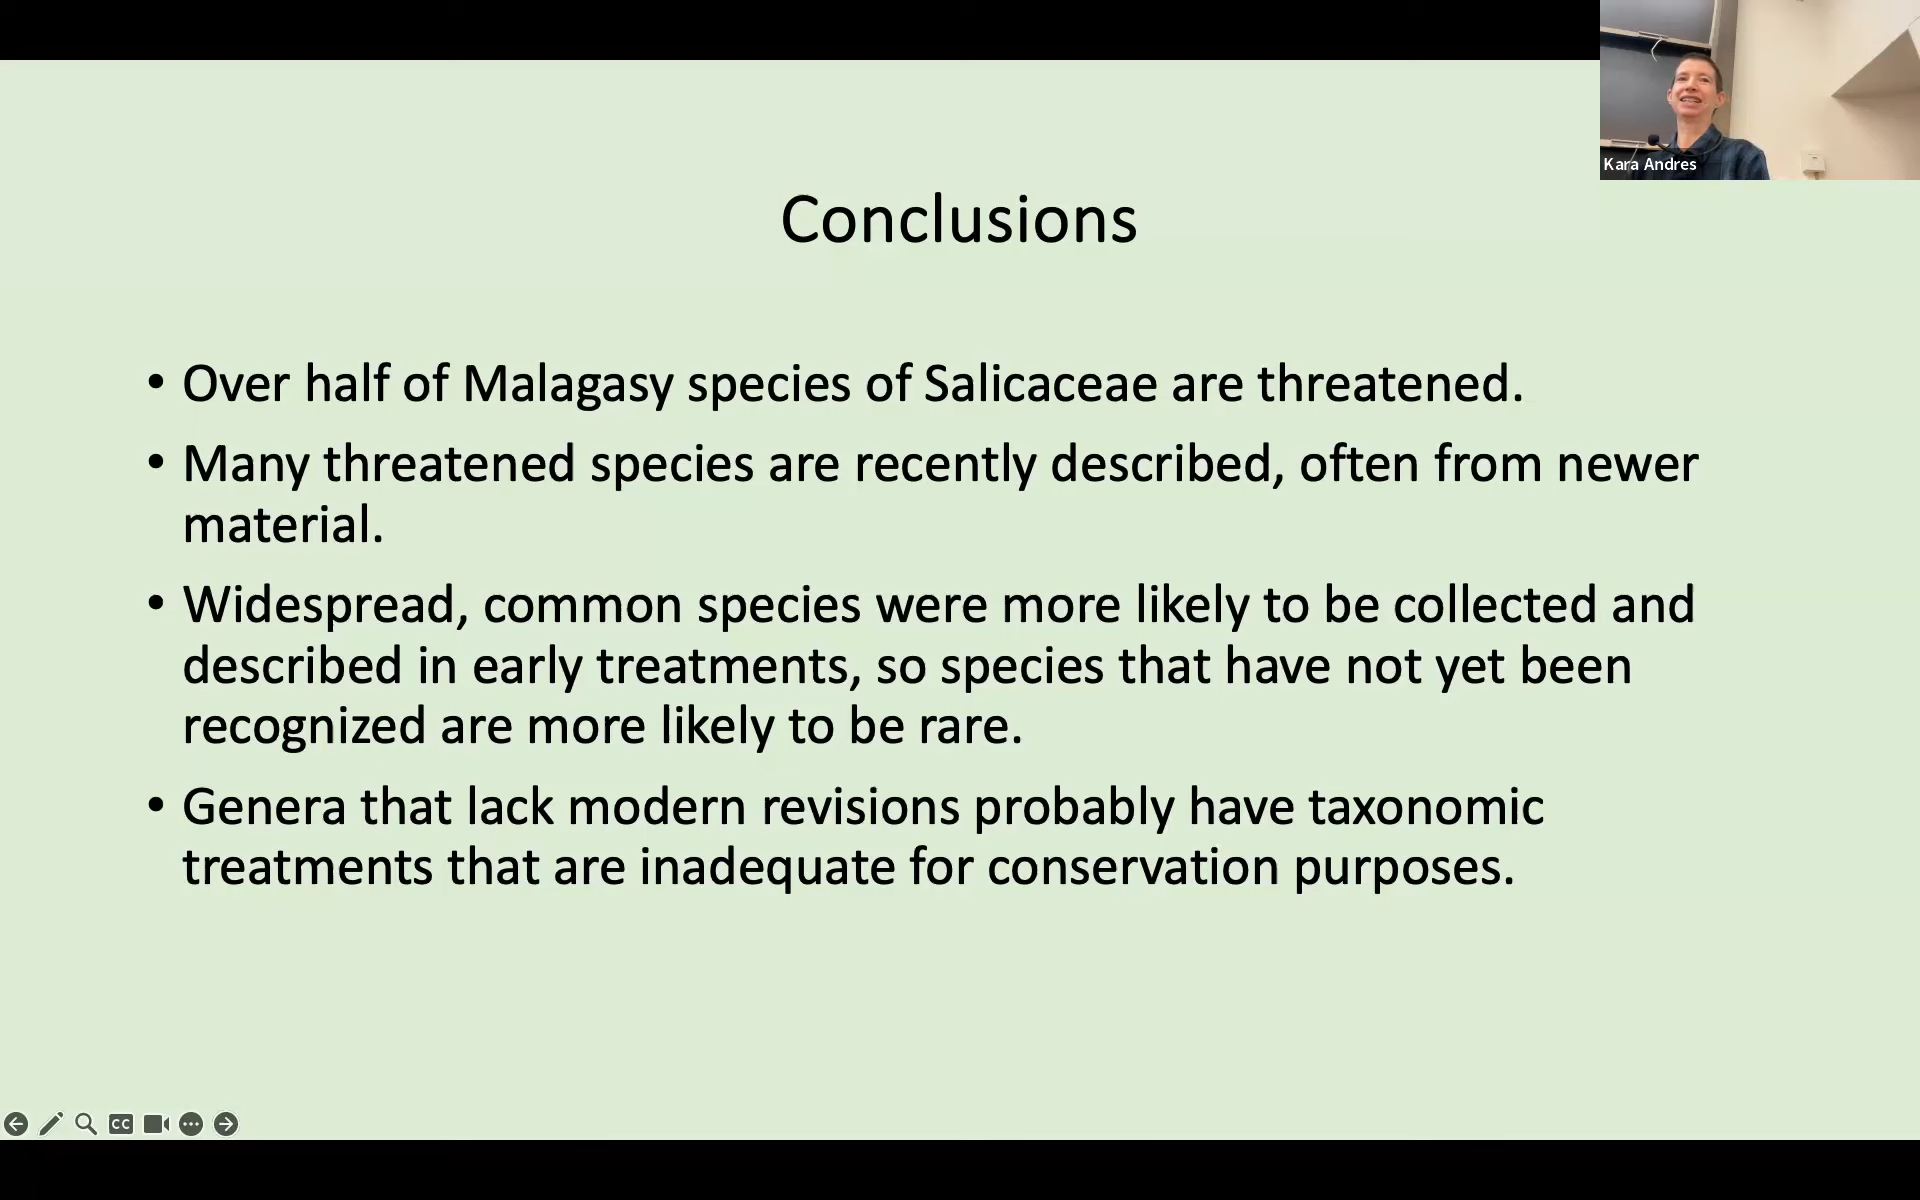 Kara Andres
Conclusions
• Over half of Malagasy species of Salicaceae are threatened.
• Many threatened species are recently described, often from newer
material.
• Widespread, common species were more likely to be collected and
described in early treatments, so species that have not yet been
recognized are more likely to be rare.
• Genera that lack modern revisions probably have taxonomic
treatments that are inadequate for conservation purposes.
CC